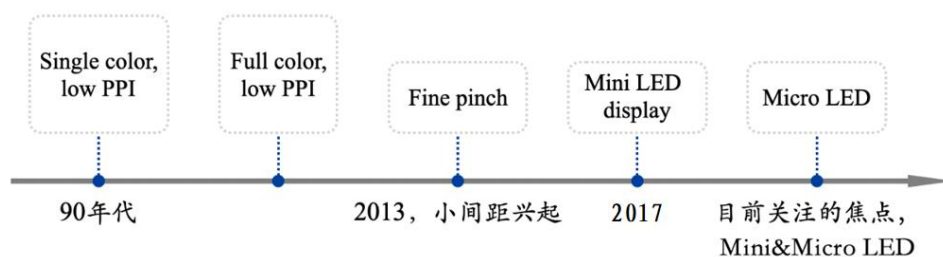 Single color,
low PPI
Full color,
low PPI
Fine pinch
Mini LED
display
Micro LED
90年代
2013，小间距兴起
2017
目前关注的焦点，
Mini&Micro LED